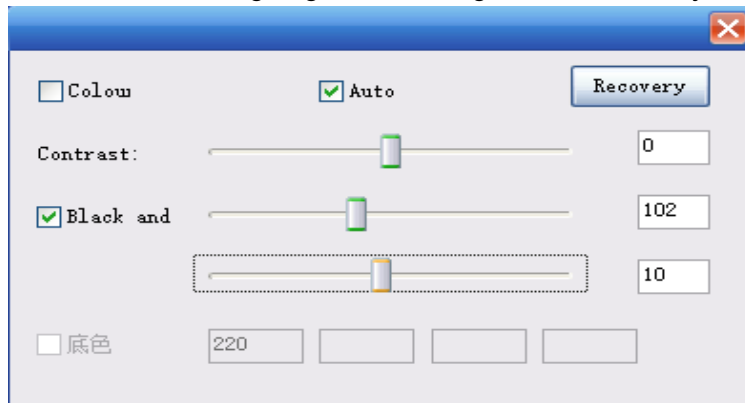 Colou
Auto
Recovery
Contrast:
0
Black and
102
10
底色
220